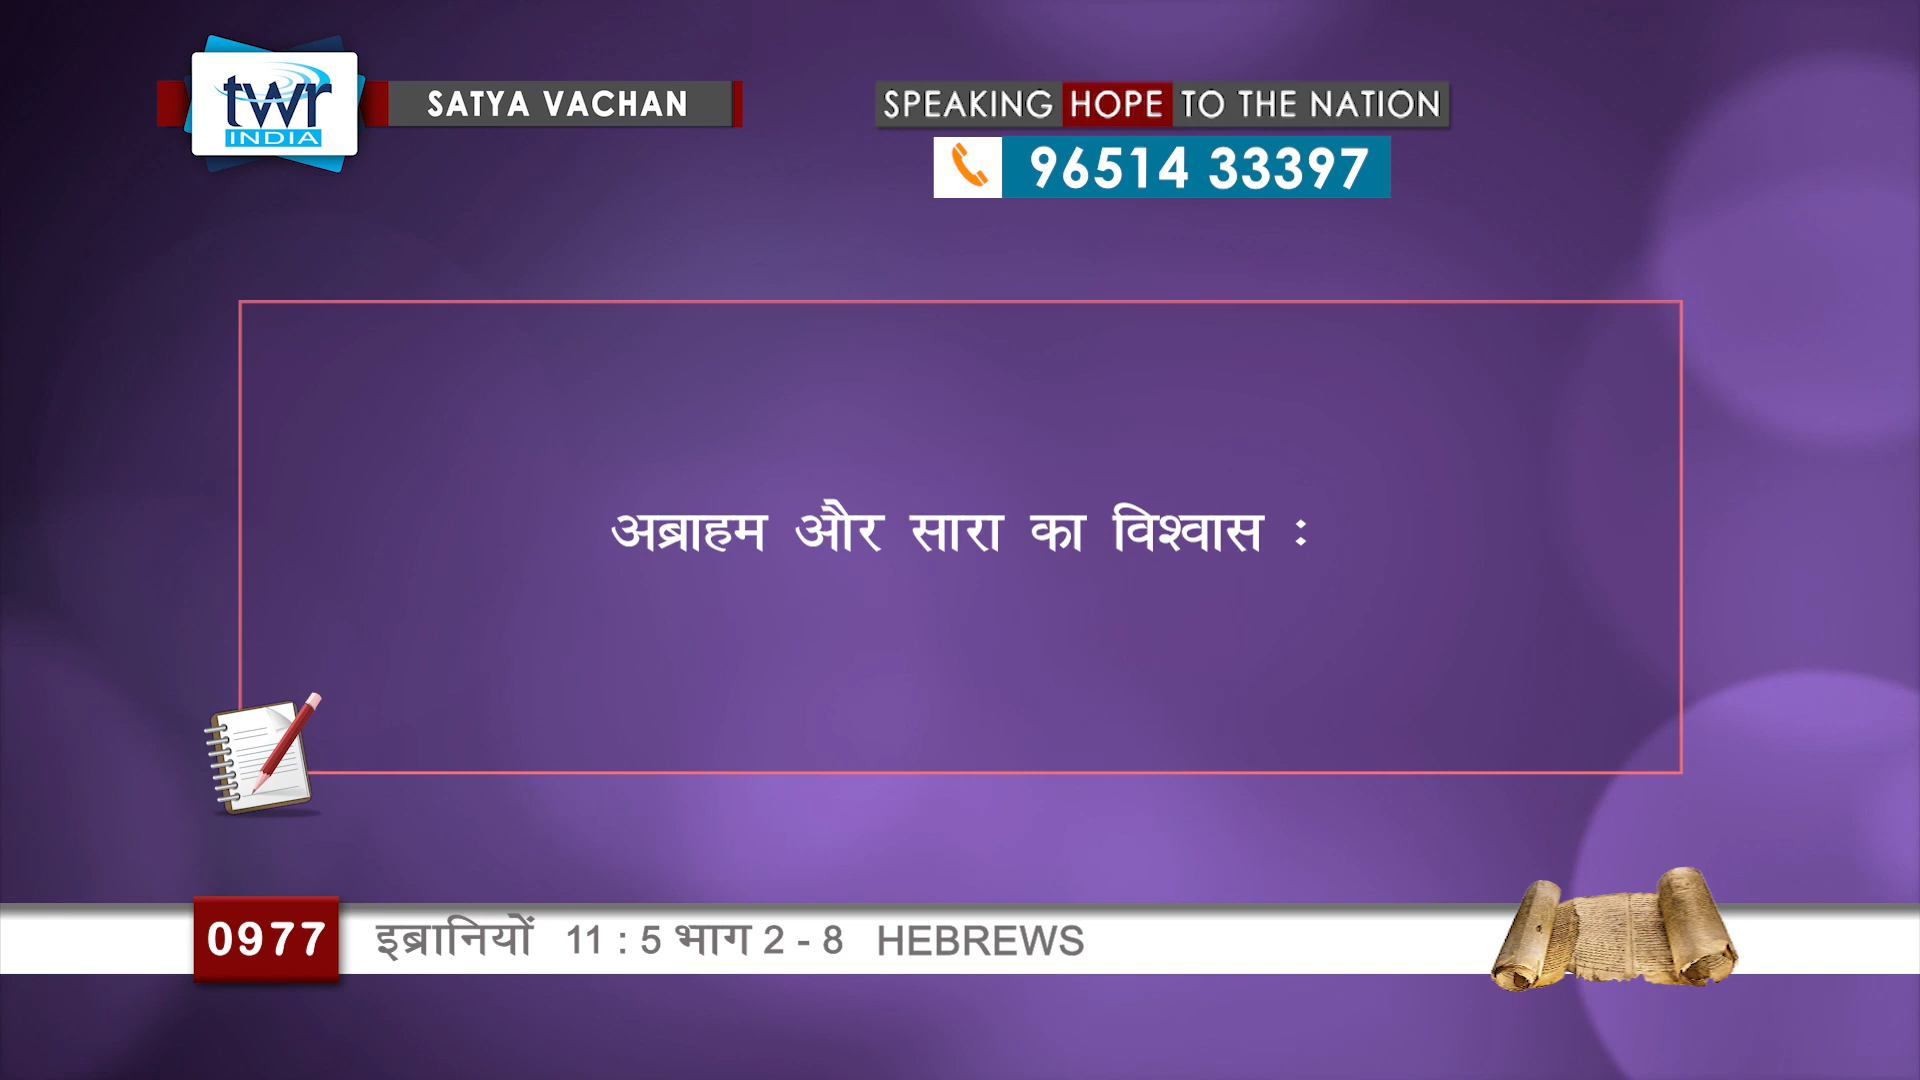 twr
INDIA
SATYA VACHAN
SPEAKING HOPE TO THE NATION
96514 33397
अब्राहम और सारा का विश्वास :
0977 इब्रानियों 11 : 5 भाग 2 - 8 HEBREWS